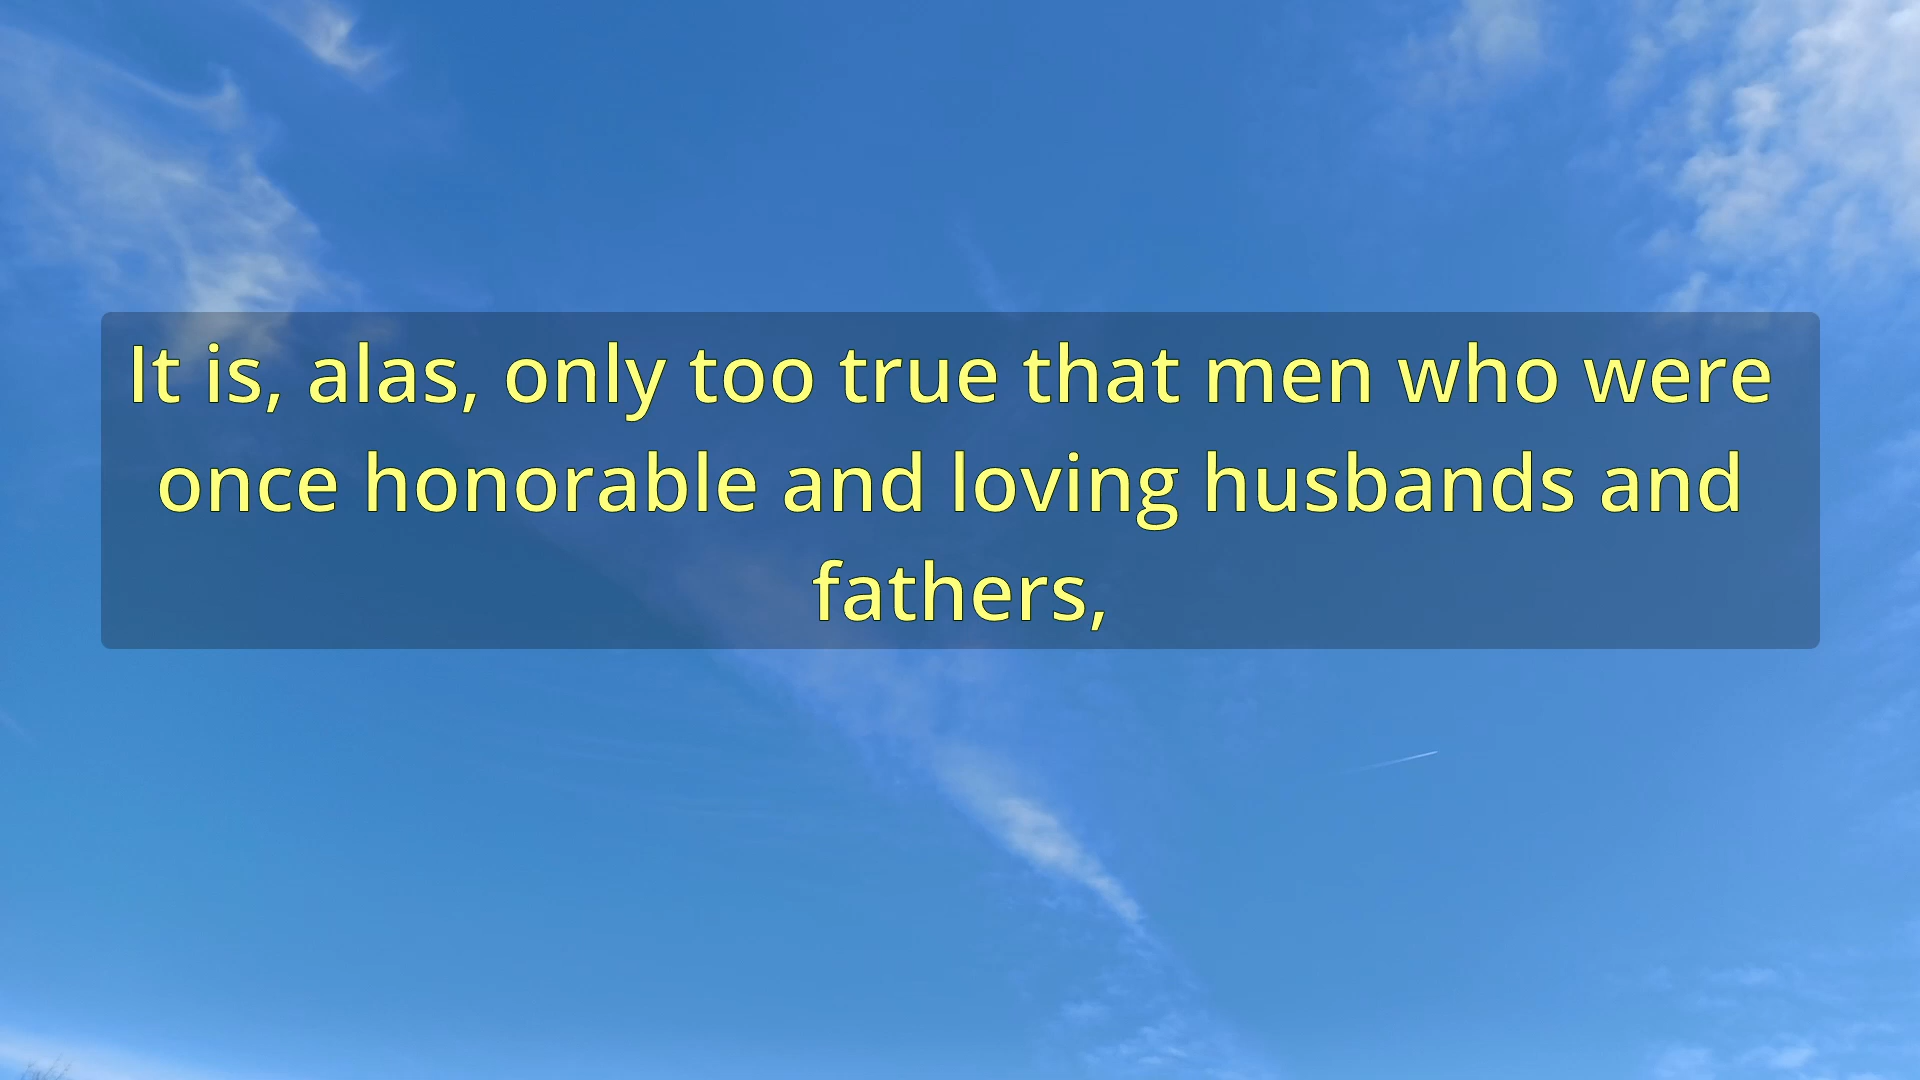 It is, alas, only too true that men who were
once honorable and loving husbands and
fathers,